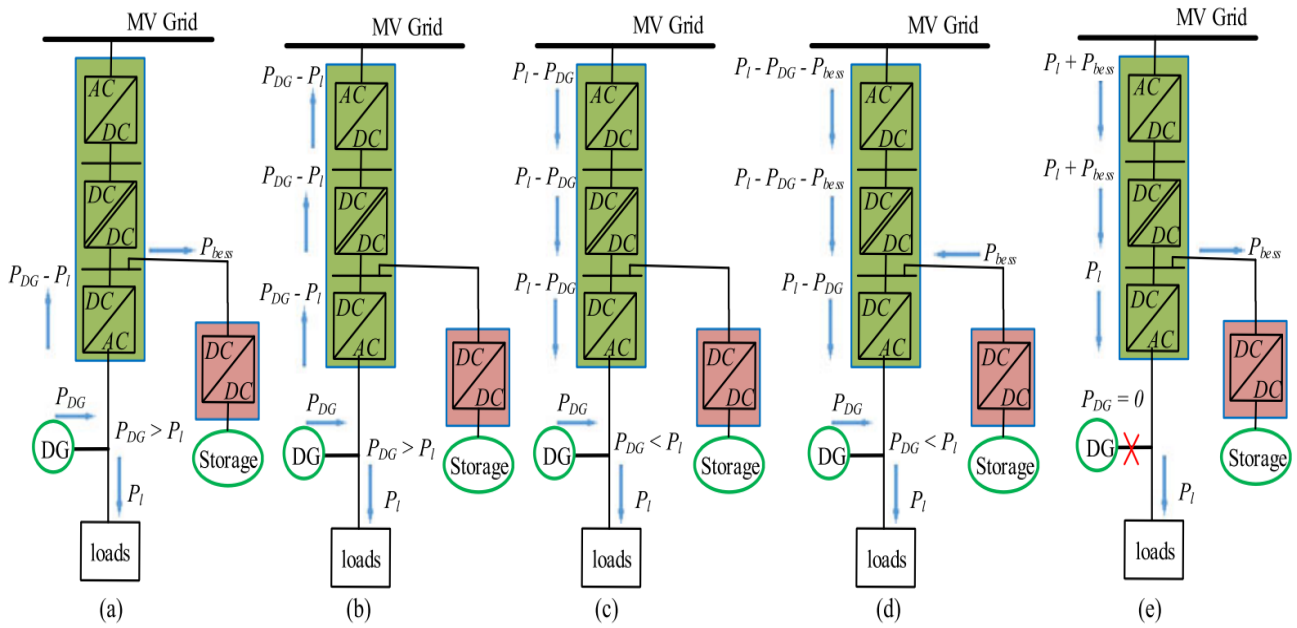 MV Grid
AC
DC
DC
DC
P_bess
P_DG - P_l
DC
AC
DC
DC
P_DG
DG
P_DG > P_l
Storage
P_l
loads
(a)
MV Grid
P_DG - P_l
AC
DC
P_DG - P_l
DC
DC
P_DG - P_l
DC
AC
DC
DC
P_DG
DG
P_DG > P_l
Storage
P_l
loads
(b)
MV Grid
P_l - P_DG
AC
DC
P_l - P_DG
DC
DC
P_l - P_DG
DC
AC
DC
DC
P_DG
DG
P_DG < P_l
Storage
P_l
loads
(c)
MV Grid
P_l - P_DG - P_bess
AC
DC
P_l - P_DG - P_bess
DC
DC
P_bess
P_l - P_DG
DC
AC
DC
DC
P_DG
DG
P_DG < P_l
Storage
P_l
loads
(d)
MV Grid
P_l + P_bess
AC
DC
P_l + P_bess
DC
DC
P_bess
P_l
DC
AC
DC
DC
P_DG = 0
DG
Storage
P_l
loads
(e)